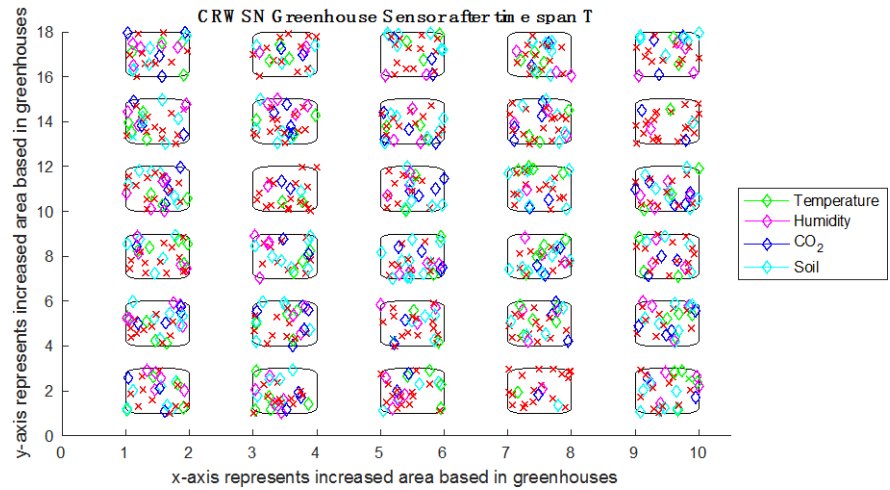 CRWSN Greenhouse Sensor after time span T
y-axis represents increased area based in greenhouses
18
16
14
12
10
8
6
4
2
0
0 1 2 3 4 5 6 7 8 9 10
x-axis represents increased area based in greenhouses
Temperature
Humidity
CO2
Soil